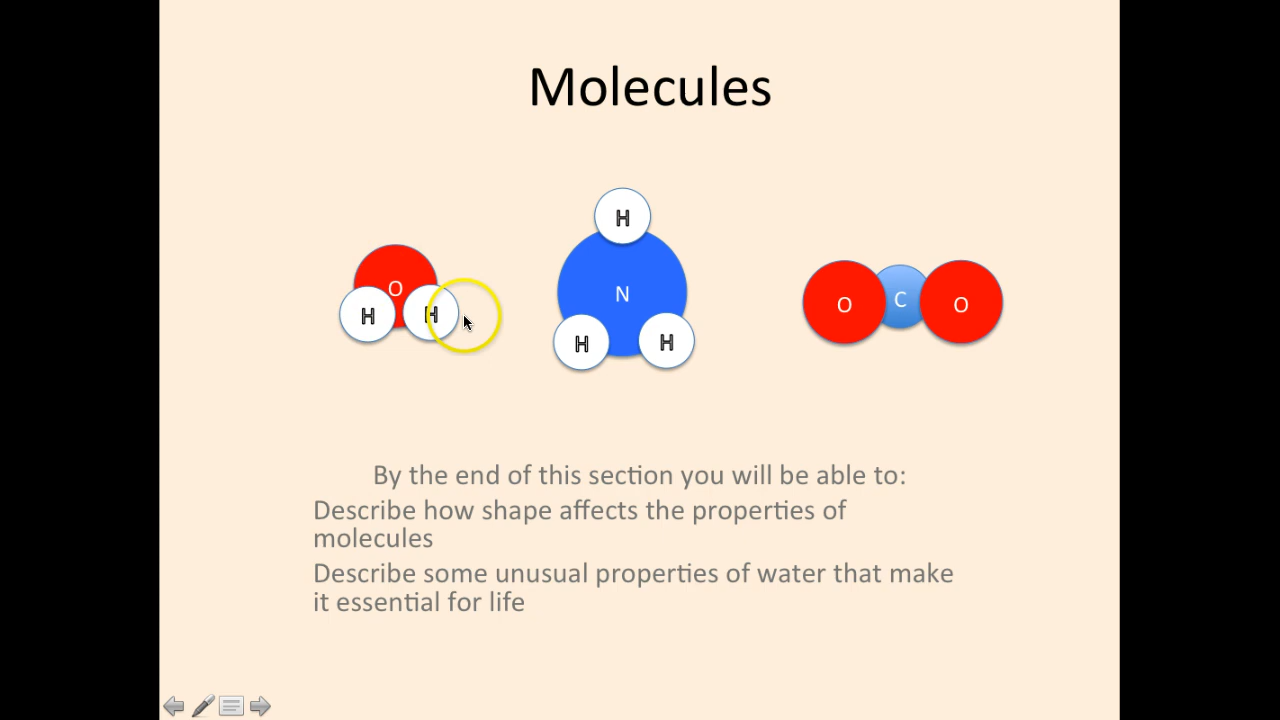 Molecules
H
O
H
H
N
H
H
O
C
O
By the end of this section you will be able to:
Describe how shape affects the properties of
molecules
Describe some unusual properties of water that make
it essential for life